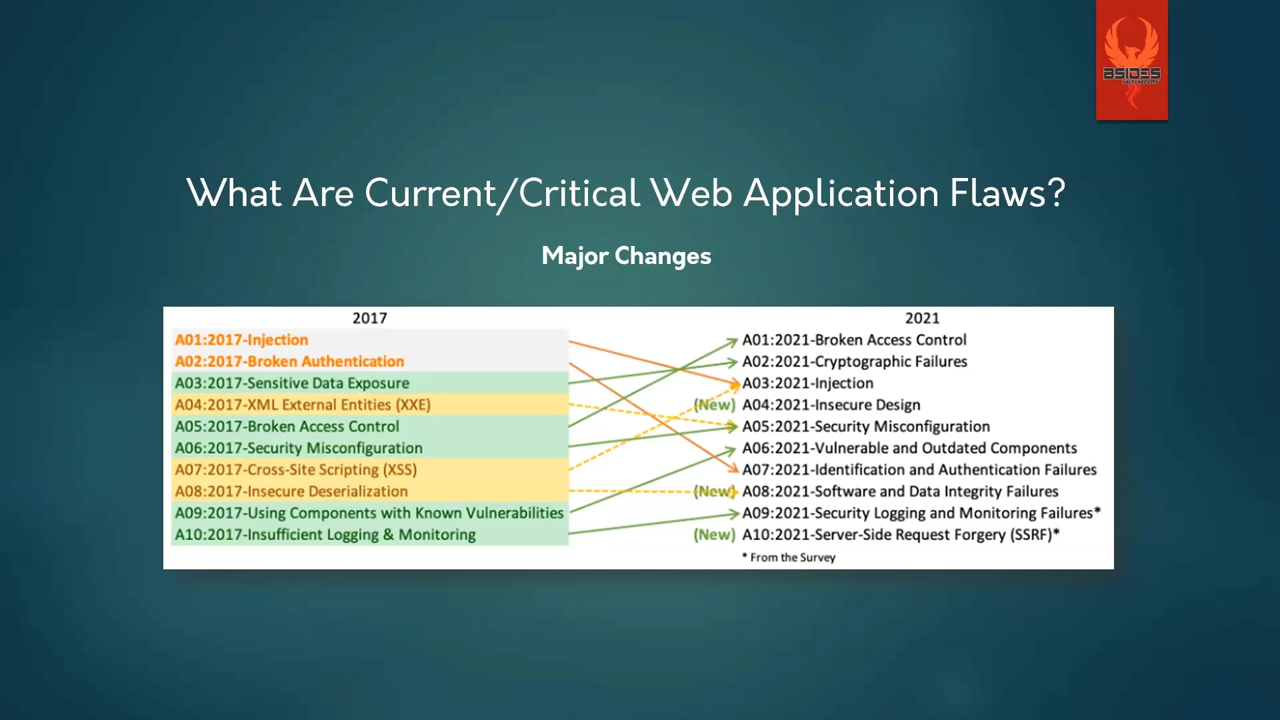 BSIDES
What Are Current/Critical Web Application Flaws?
Major Changes
2017
A01:2017-Injection
A02:2017-Broken Authentication
A03:2017-Sensitive Data Exposure
A04:2017-XML External Entities (XXE)
A05:2017-Broken Access Control
A06:2017-Security Misconfiguration
A07:2017-Cross-Site Scripting (XSS)
A08:2017-Insecure Deserialization
A09:2017-Using Components with Known Vulnerabilities
A10:2017-Insufficient Logging & Monitoring
2021
A01:2021-Broken Access Control
A02:2021-Cryptographic Failures
A03:2021-Injection
(New) A04:2021-Insecure Design
A05:2021-Security Misconfiguration
A06:2021-Vulnerable and Outdated Components
A07:2021-Identification and Authentication Failures
(New) A08:2021-Software and Data Integrity Failures
A09:2021-Security Logging and Monitoring Failures*
(New) A10:2021-Server-Side Request Forgery (SSRF)*
* From the Survey